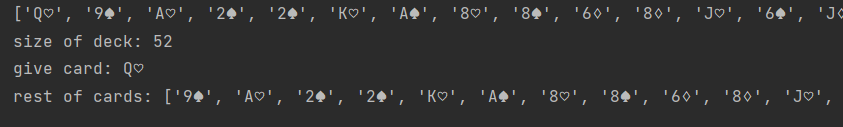 ['Q♡', '9♠', 'A♡', '2♠', '2♠', 'K♡', 'A♠', '8♡', '8♠', '6♢', '8♢', 'J♡', '6♠', 'J♢
size of deck: 52
give card: Q♡
rest of cards: ['9♠', 'A♡', '2♠', '2♠', 'K♡', 'A♠', '8♡', '8♠', '6♢', '8♢', 'J♡',